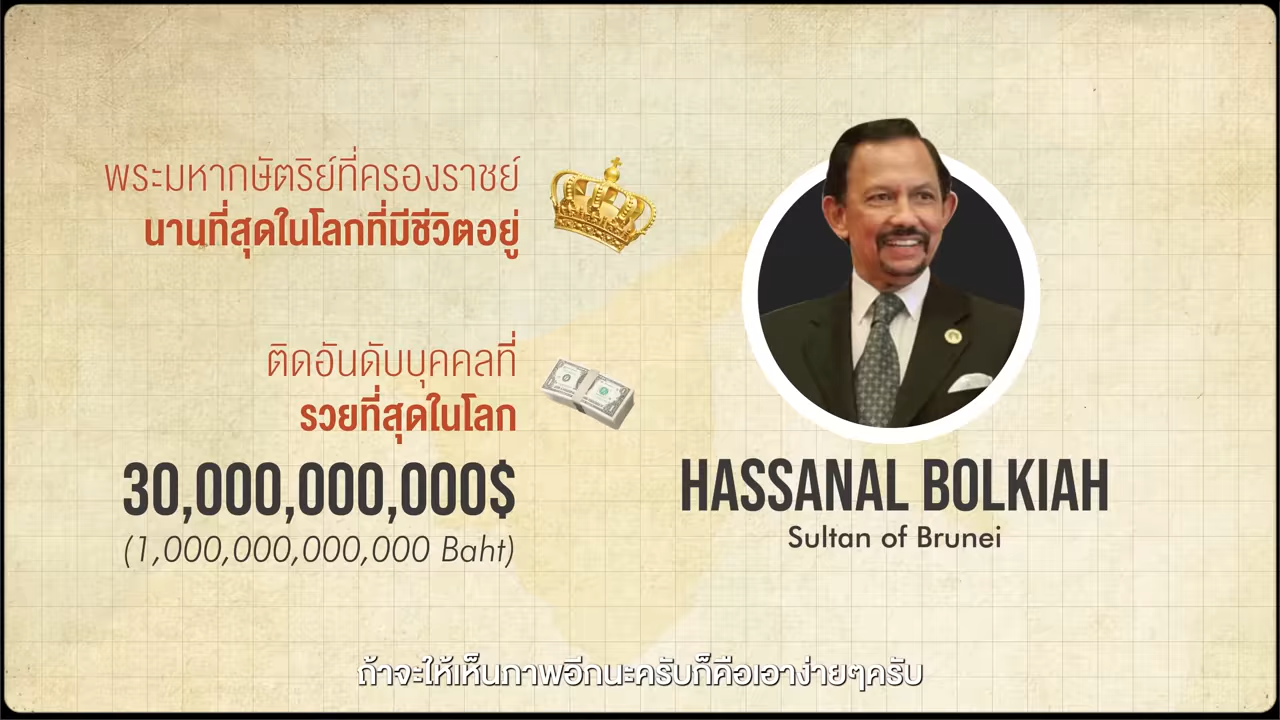 พระมหากษัตริย์ที่ครองราชย์
นานที่สุดในโลกที่มีชีวิตอยู่
ติดอันดับบุคคลที่
รวยที่สุดในโลก
30,000,000,000$
(1,000,000,000,000 Baht)
HASSANAL BOLKIAH
Sultan of Brunei
ถ้าจะให้เห็นภาพอีกนะครับก็คือเอาง่ายๆครับ